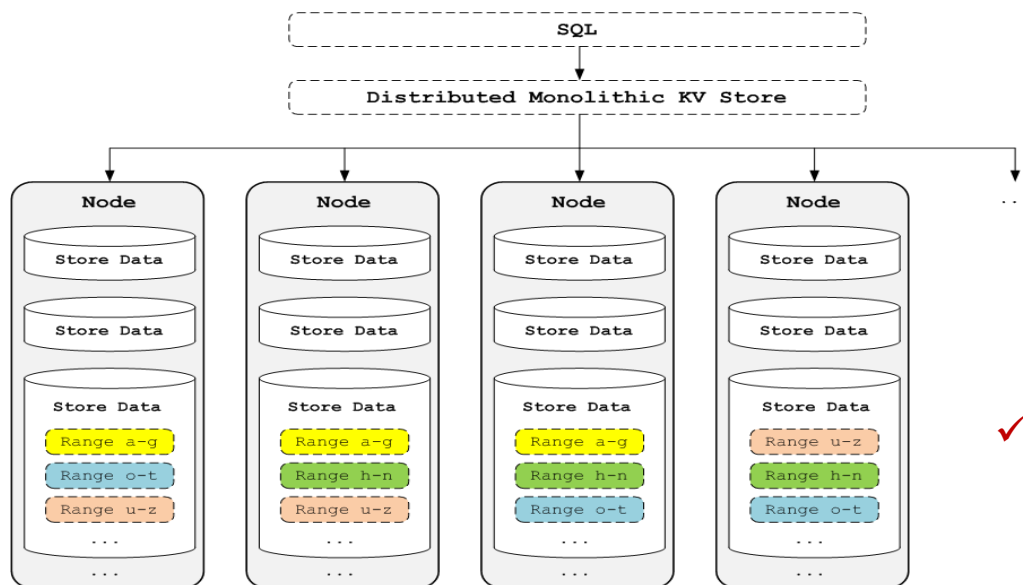 SQL
Distributed Monolithic KV Store
Node
Store Data
Store Data
Store Data
Range a-g
Range o-t
Range u-z
...
...
Node
Store Data
Store Data
Store Data
Range a-g
Range h-n
Range u-z
...
...
Node
Store Data
Store Data
Store Data
Range a-g
Range h-n
Range o-t
...
...
Node
Store Data
Store Data
Store Data
Range u-z
Range h-n
Range o-t
...
...
..